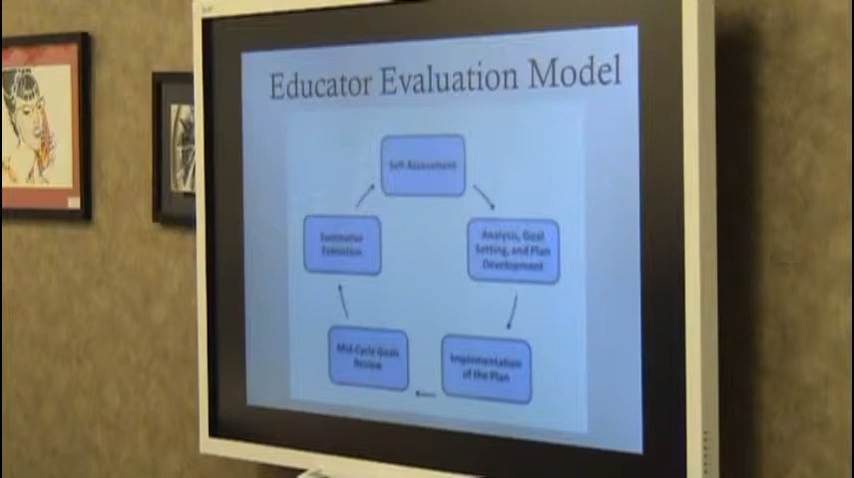 Educator Evaluation Model
Self-Assessment
Analysis, Goal
Setting, and Plan
Development
Implementation
of the Plan
Mid-Cycle Goals
Review
Summative
Evaluation